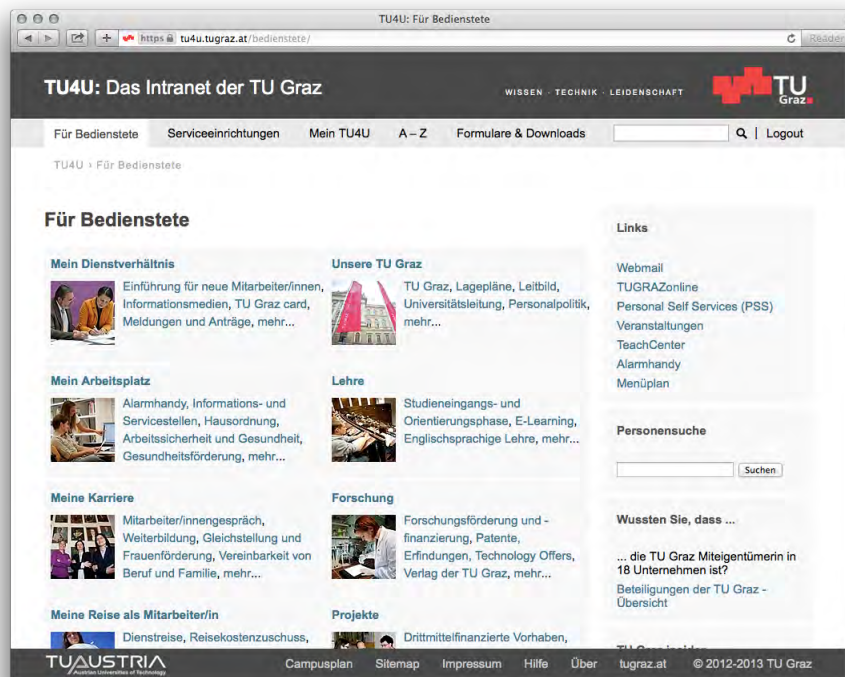 TU4U: Für Bedienstete
https tu4u.tugraz.at/bedienstete/
Reader
TU4U: Das Intranet der TU Graz
WISSEN · TECHNIK · LEIDENSCHAFT
TU
Graz
Für Bedienstete Serviceeinrichtungen Mein TU4U A – Z Formulare & Downloads | Logout
TU4U › Für Bedienstete
Für Bedienstete
Mein Dienstverhältnis
Einführung für neue Mitarbeiter/innen,
Informationsmedien, TU Graz card,
Meldungen und Anträge, mehr...
Unsere TU Graz
TU Graz, Lagepläne, Leitbild,
Universitätsleitung, Personalpolitik,
mehr...
Mein Arbeitsplatz
Alarmhandy, Informations- und
Servicestellen, Hausordnung,
Arbeitssicherheit und Gesundheit,
Gesundheitsförderung, mehr...
Lehre
Studieneingangs- und
Orientierungsphase, E-Learning,
Englischsprachige Lehre, mehr...
Meine Karriere
Mitarbeiter/innengespräch,
Weiterbildung, Gleichstellung und
Frauenförderung, Vereinbarkeit von
Beruf und Familie, mehr...
Forschung
Forschungsförderung und -
finanzierung, Patente,
Erfindungen, Technology Offers,
Verlag der TU Graz, mehr...
Meine Reise als Mitarbeiter/in
Dienstreise, Reisekostenzuschuss,
Projekte
Drittmittelfinanzierte Vorhaben,
Links
Webmail
TUGRAZonline
Personal Self Services (PSS)
Veranstaltungen
TeachCenter
Alarmhandy
Menüplan
Personensuche
Suchen
Wussten Sie, dass ...
... die TU Graz Miteigentümerin in
18 Unternehmen ist?
Beteiligungen der TU Graz -
Übersicht
TU AUSTRIA
Austrian Universities of Technology
Campusplan Sitemap Impressum Hilfe Über tugraz.at © 2012-2013 TU Graz